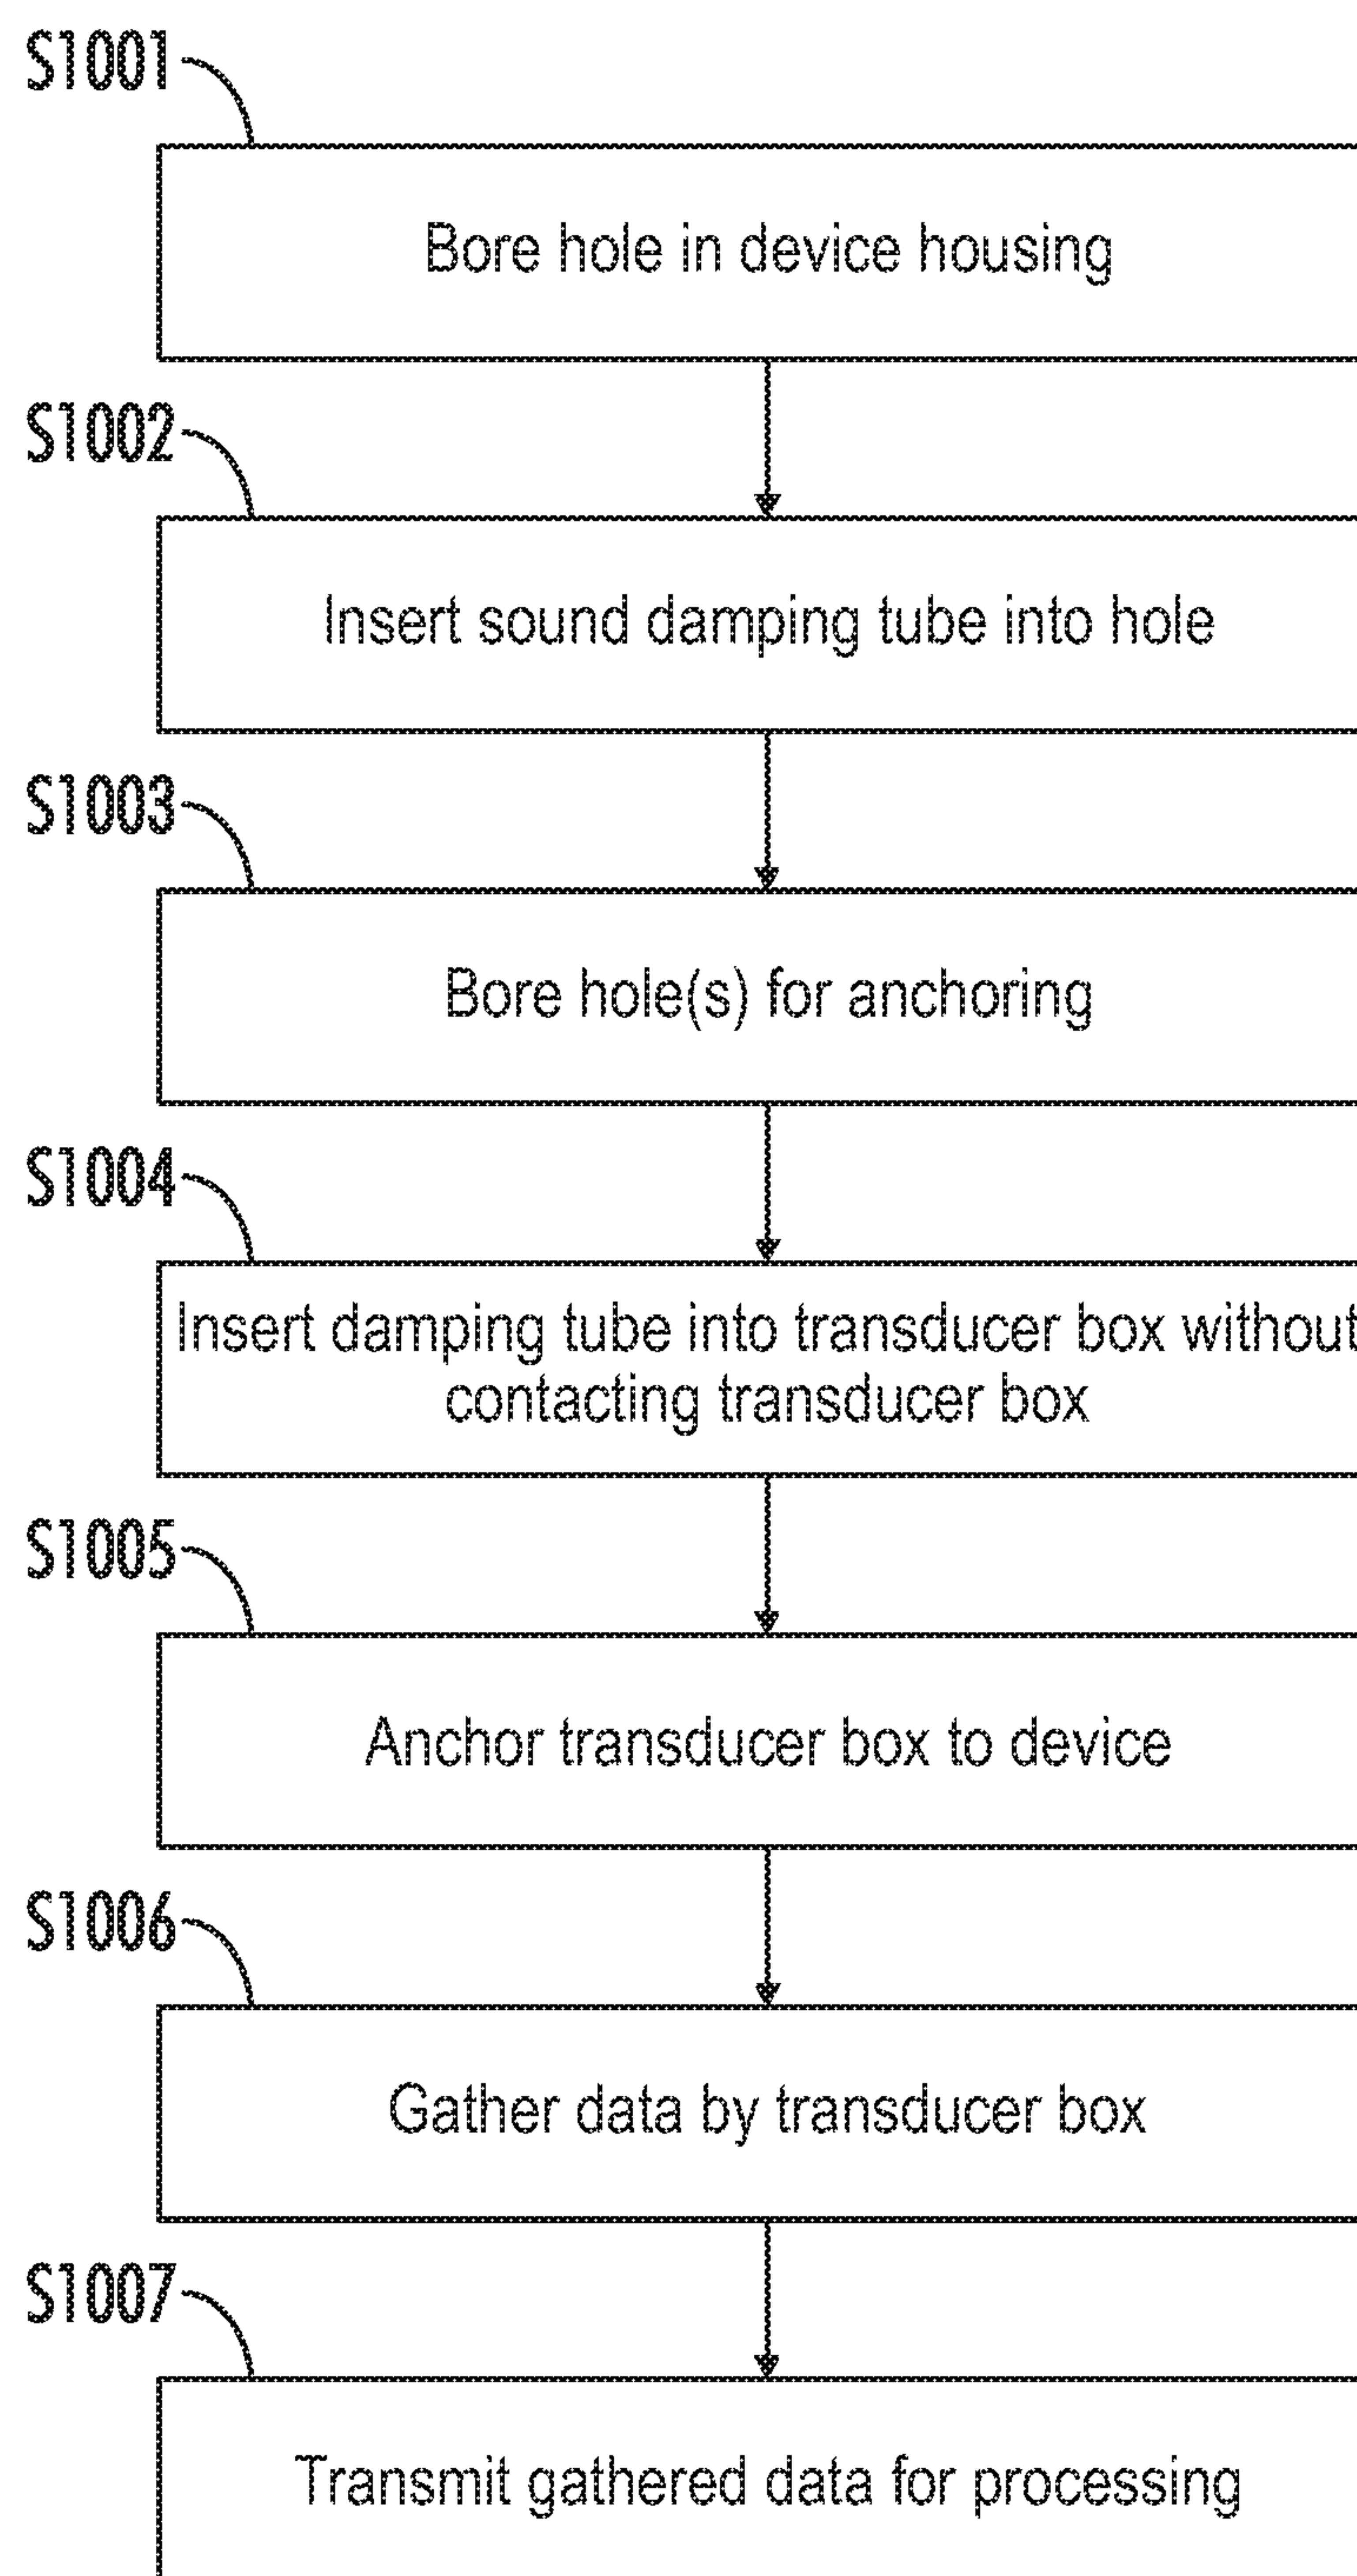 S1001
Bore hole in device housing
S1002
Insert sound damping tube into hole
S1003
Bore hole(s) for anchoring
S1004
Insert damping tube into transducer box without
contacting transducer box
S1005
Anchor transducer box to device
S1006
Gather data by transducer box
S1007
Transmit gathered data for processing